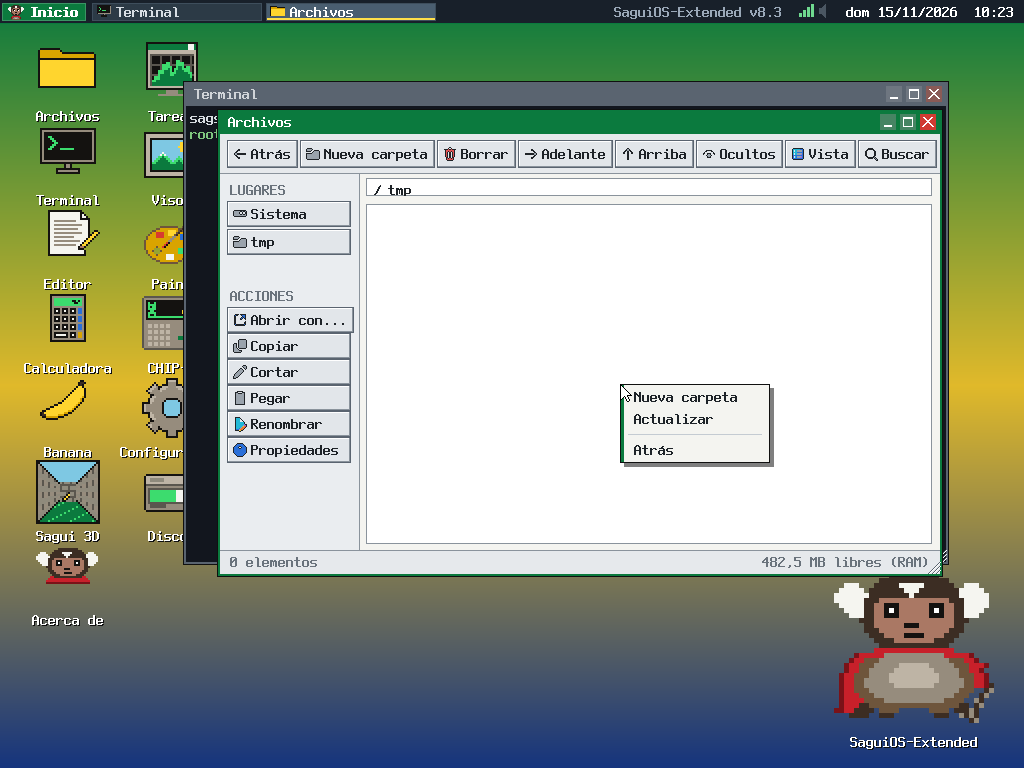 Inicio
Terminal
Archivos
SaguiOS-Extended v8.3
dom 15/11/2026
10:23
Archivos
Terminal
Editor
Calculadora
Banana
Sagui 3D
Acerca de
Terminal
Archivos
Atrás
Nueva carpeta
Borrar
Adelante
Arriba
Ocultos
Vista
Buscar
LUGARES
Sistema
tmp
/ tmp
ACCIONES
Abrir con...
Copiar
Cortar
Pegar
Renombrar
Propiedades
Nueva carpeta
Actualizar
Atrás
0 elementos
482,5 MB libres (RAM)
SaguiOS-Extended